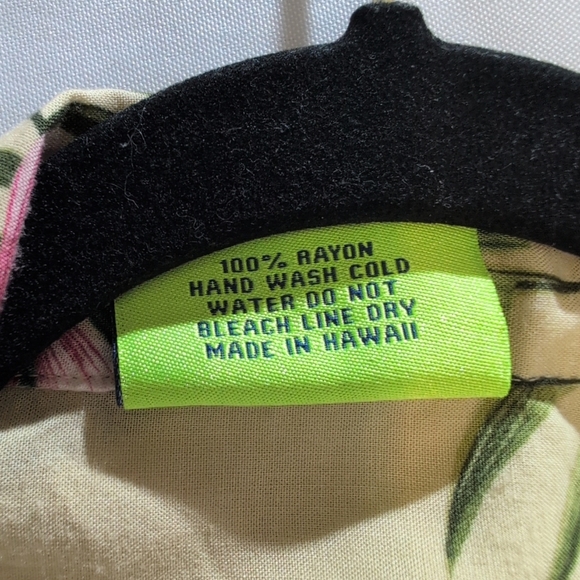 100% RAYON
HAND WASH COLD
WATER DO NOT
BLEACH LINE DRY
MADE IN HAWAII